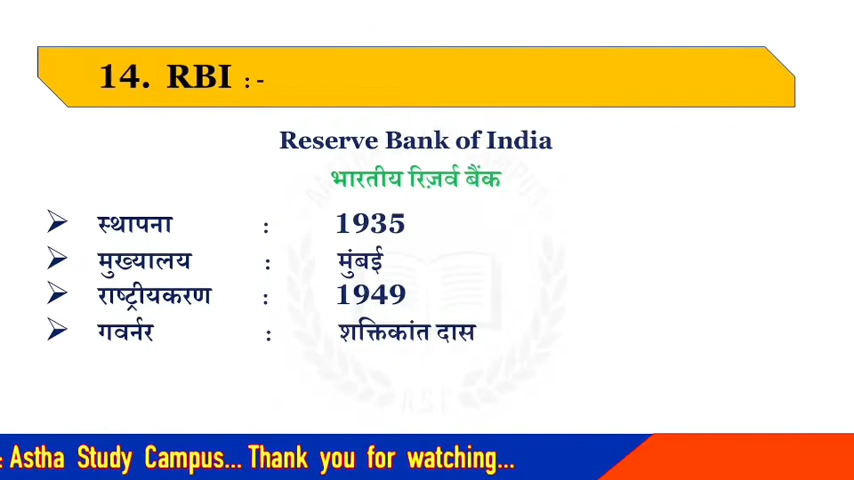 14. RBI : -
Reserve Bank of India
भारतीय रिज़र्व बैंक
➢ स्थापना : 1935
➢ मुख्यालय : मुंबई
➢ राष्ट्रीयकरण : 1949
➢ गवर्नर : शक्तिकांत दास
ASC
: Astha Study Campus... Thank you for watching...